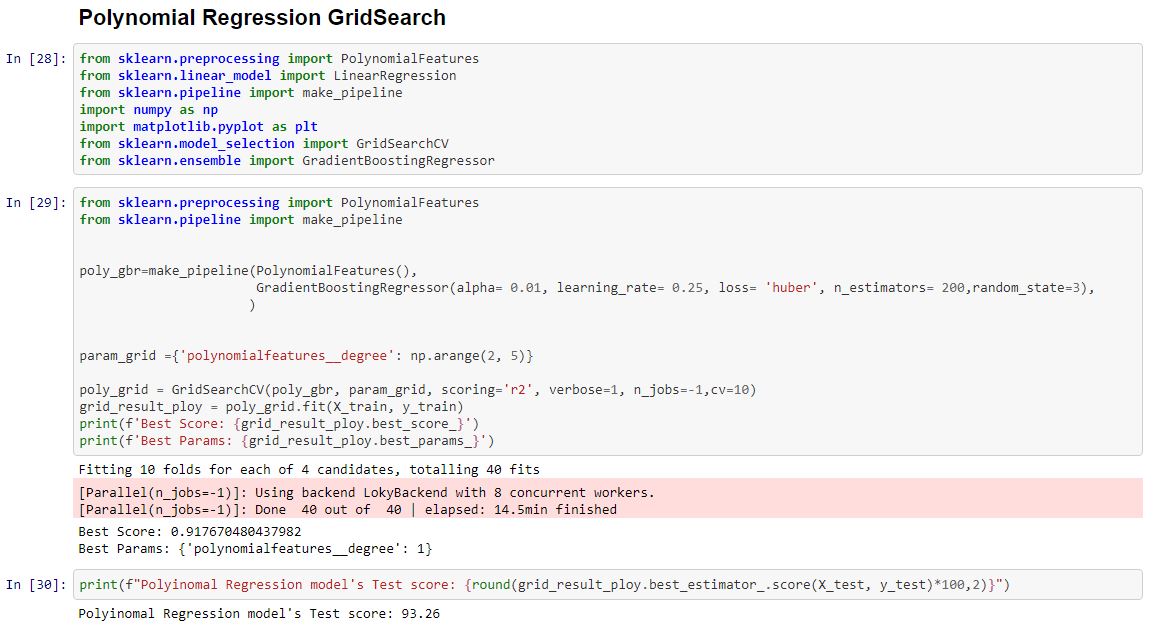 Polynomial Regression GridSearch
In [28]:
from sklearn.preprocessing import PolynomialFeatures
from sklearn.linear_model import LinearRegression
from sklearn.pipeline import make_pipeline
import numpy as np
import matplotlib.pyplot as plt
from sklearn.model_selection import GridSearchCV
from sklearn.ensemble import GradientBoostingRegressor
In [29]:
from sklearn.preprocessing import PolynomialFeatures
from sklearn.pipeline import make_pipeline
poly_gbr=make_pipeline(PolynomialFeatures(),
GradientBoostingRegressor(alpha= 0.01, learning_rate= 0.25, loss= 'huber', n_estimators= 200,random_state=3),
)
param_grid ={'polynomialfeatures__degree': np.arange(2, 5)}
poly_grid = GridSearchCV(poly_gbr, param_grid, scoring='r2', verbose=1, n_jobs=-1,cv=10)
grid_result_ploy = poly_grid.fit(X_train, y_train)
print(f'Best Score: {grid_result_ploy.best_score_}')
print(f'Best Params: {grid_result_ploy.best_params_}')
Fitting 10 folds for each of 4 candidates, totalling 40 fits
[Parallel(n_jobs=-1)]: Using backend LokyBackend with 8 concurrent workers.
[Parallel(n_jobs=-1)]: Done  40 out of  40 | elapsed: 14.5min finished
Best Score: 0.917670480437982
Best Params: {'polynomialfeatures__degree': 1}
In [30]:
print(f"Polyinomal Regression model's Test score: {round(grid_result_ploy.best_estimator_.score(X_test, y_test)*100,2)}")
Polyinomal Regression model's Test score: 93.26